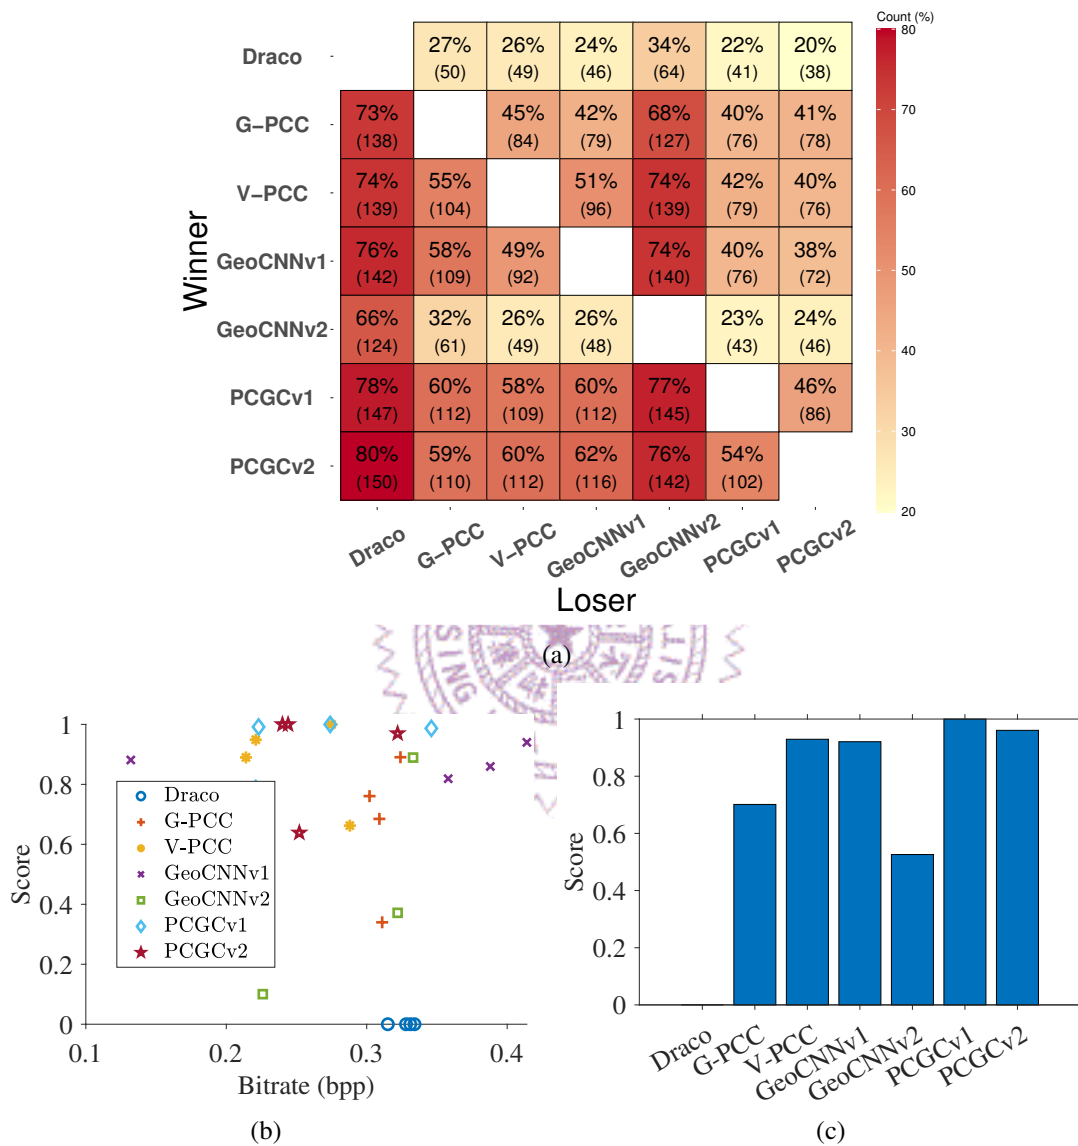 Count (%)
80
70
60
50
40
30
20
Winner
Draco
27% 26% 24% 34% 22% 20%
(50) (49) (46) (64) (41) (38)
G-PCC
73% 45% 42% 68% 40% 41%
(138) (84) (79) (127) (76) (78)
V-PCC
74% 55% 51% 74% 42% 40%
(139) (104) (96) (139) (79) (76)
GeoCNNv1
76% 58% 49% 74% 40% 38%
(142) (109) (92) (140) (76) (72)
GeoCNNv2
66% 32% 26% 26% 23% 24%
(124) (61) (49) (48) (43) (46)
PCGCv1
78% 60% 58% 60% 77% 46%
(147) (112) (109) (112) (145) (86)
PCGCv2
80% 59% 60% 62% 76% 54%
(150) (110) (112) (116) (142) (102)
Draco G-PCC V-PCC GeoCNNv1 GeoCNNv2 PCGCv1 PCGCv2
Loser
(a)
SING
TIS
Score
1
0.8
0.6
0.4
0.2
0
Draco
G-PCC
V-PCC
GeoCNNv1
GeoCNNv2
PCGCv1
PCGCv2
0.1 0.2 0.3 0.4
Bitrate (bpp)
(b)
Score
1
0.8
0.6
0.4
0.2
0
Draco G-PCC V-PCC GeoCNNv1 GeoCNNv2 PCGCv1 PCGCv2
(c)